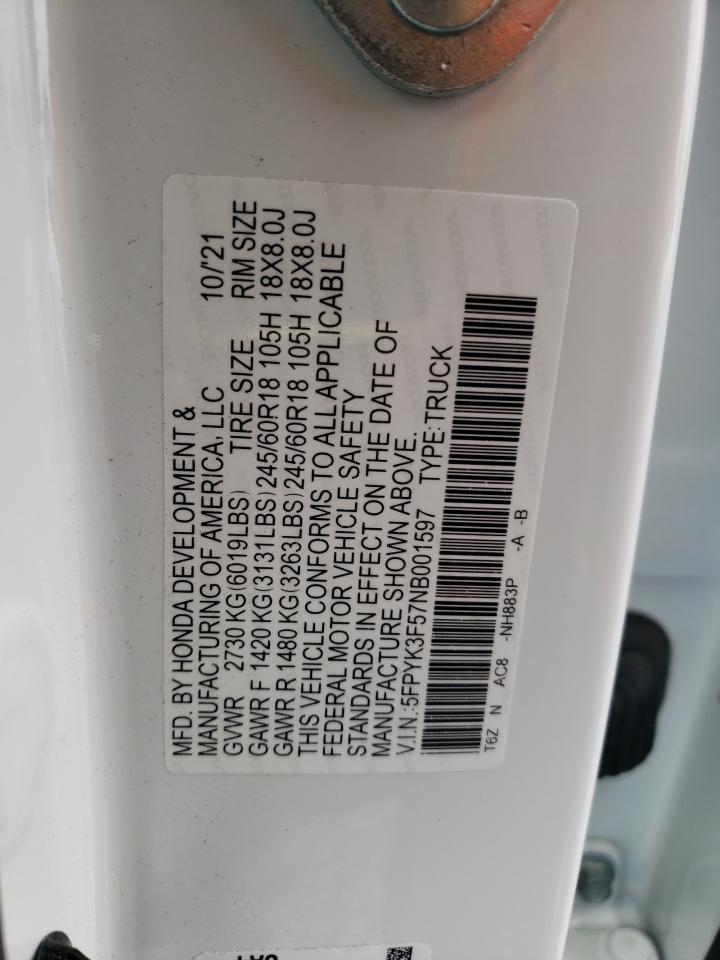 MFD. BY HONDA DEVELOPMENT &
MANUFACTURING OF AMERICA, LLC 10/'21
GVWR 2730 KG(6019LBS) TIRE SIZE RIM SIZE
GAWR F 1420 KG(3131LBS) 245/60R18 105H 18X8.0J
GAWR R 1480 KG(3263LBS) 245/60R18 105H 18X8.0J
THIS VEHICLE CONFORMS TO ALL APPLICABLE
FEDERAL MOTOR VEHICLE SAFETY
STANDARDS IN EFFECT ON THE DATE OF
MANUFACTURE SHOWN ABOVE.
V.I.N.:5FPYK3F57NB001597 TYPE:TRUCK
T6Z N AC8 -NH883P -A -B